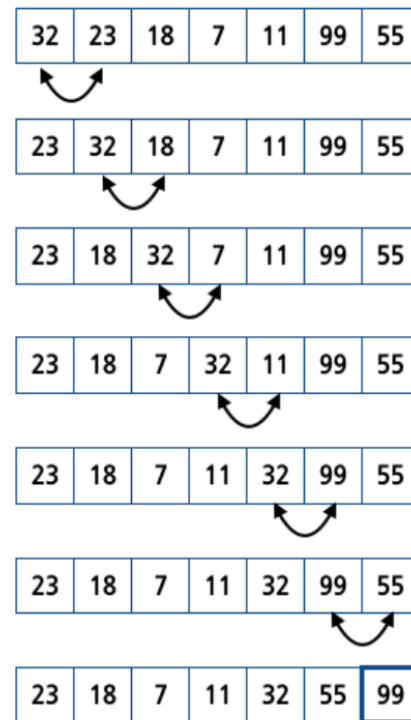 32 23 18 7 11 99 55
23 32 18 7 11 99 55
23 18 32 7 11 99 55
23 18 7 32 11 99 55
23 18 7 11 32 99 55
23 18 7 11 32 99 55
23 18 7 11 32 55 99